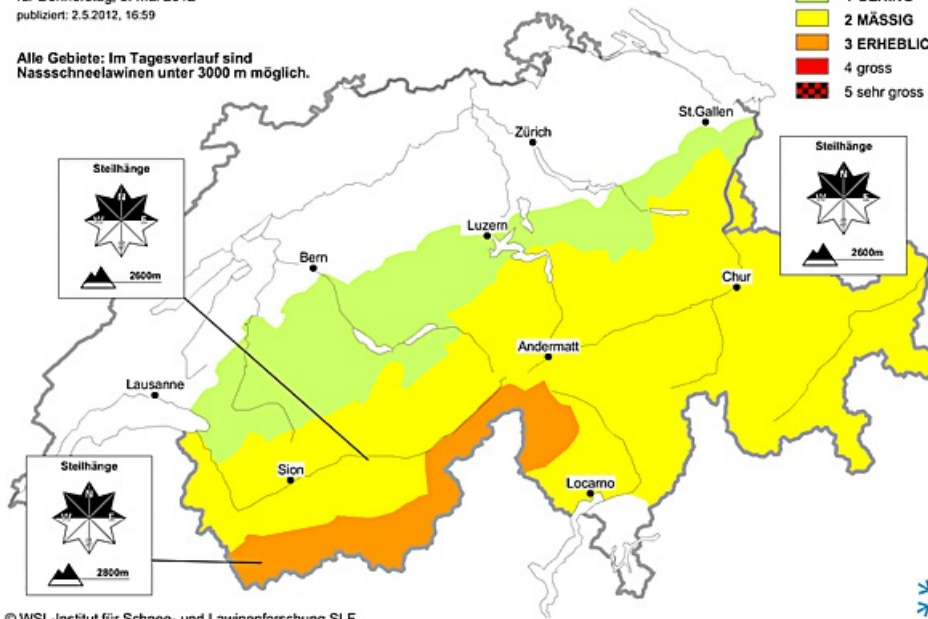 publiziert: 2.5.2012, 16:59
Alle Gebiete: Im Tagesverlauf sind
Nassschneelawinen unter 3000 m möglich.
2 MÄSSIG
3 ERHEBLIC
4 gross
5 sehr gross
St.Gallen
Zürich
Steilhänge
N
W E
S
2600m
Steilhänge
N
W E
S
2600m
Luzern
Bern
Chur
Andermatt
Lausanne
Steilhänge
N
W E
S
2800m
Sion
Locarno
© WSL-Institut für Schnee- und Lawinenforschung SLF